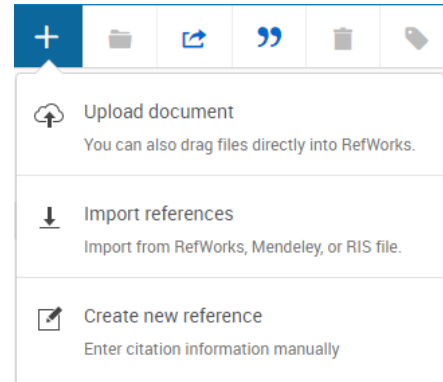 Upload document
You can also drag files directly into RefWorks.
Import references
Import from RefWorks, Mendeley, or RIS file.
Create new reference
Enter citation information manually